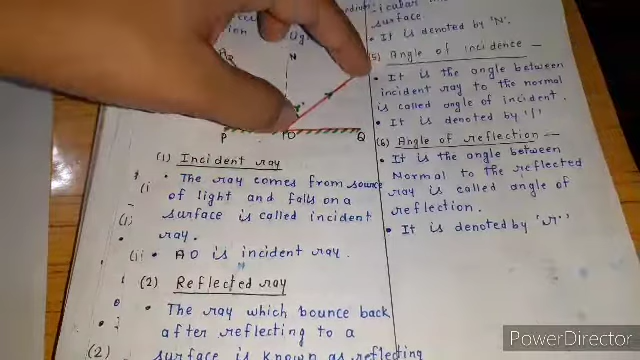 N
P
O
Q
(1) Incident ray
• The ray comes from source
of light and falls on a
surface is called incident
ray.
• AO is incident ray.
(2) Reflected ray
• The ray which bounce back
after reflecting to a
surface is known as reflecting
(2)
surface.
• It is denoted by 'N'.
(5) Angle of incidence –
• It is the angle between
incident ray to the normal
is called angle of incident.
• It is denoted by 'i'
(6) Angle of reflection –
• It is the angle between
Normal to the reflected
ray is called angle of
reflection.
• It is denoted by 'r'
PowerDirector